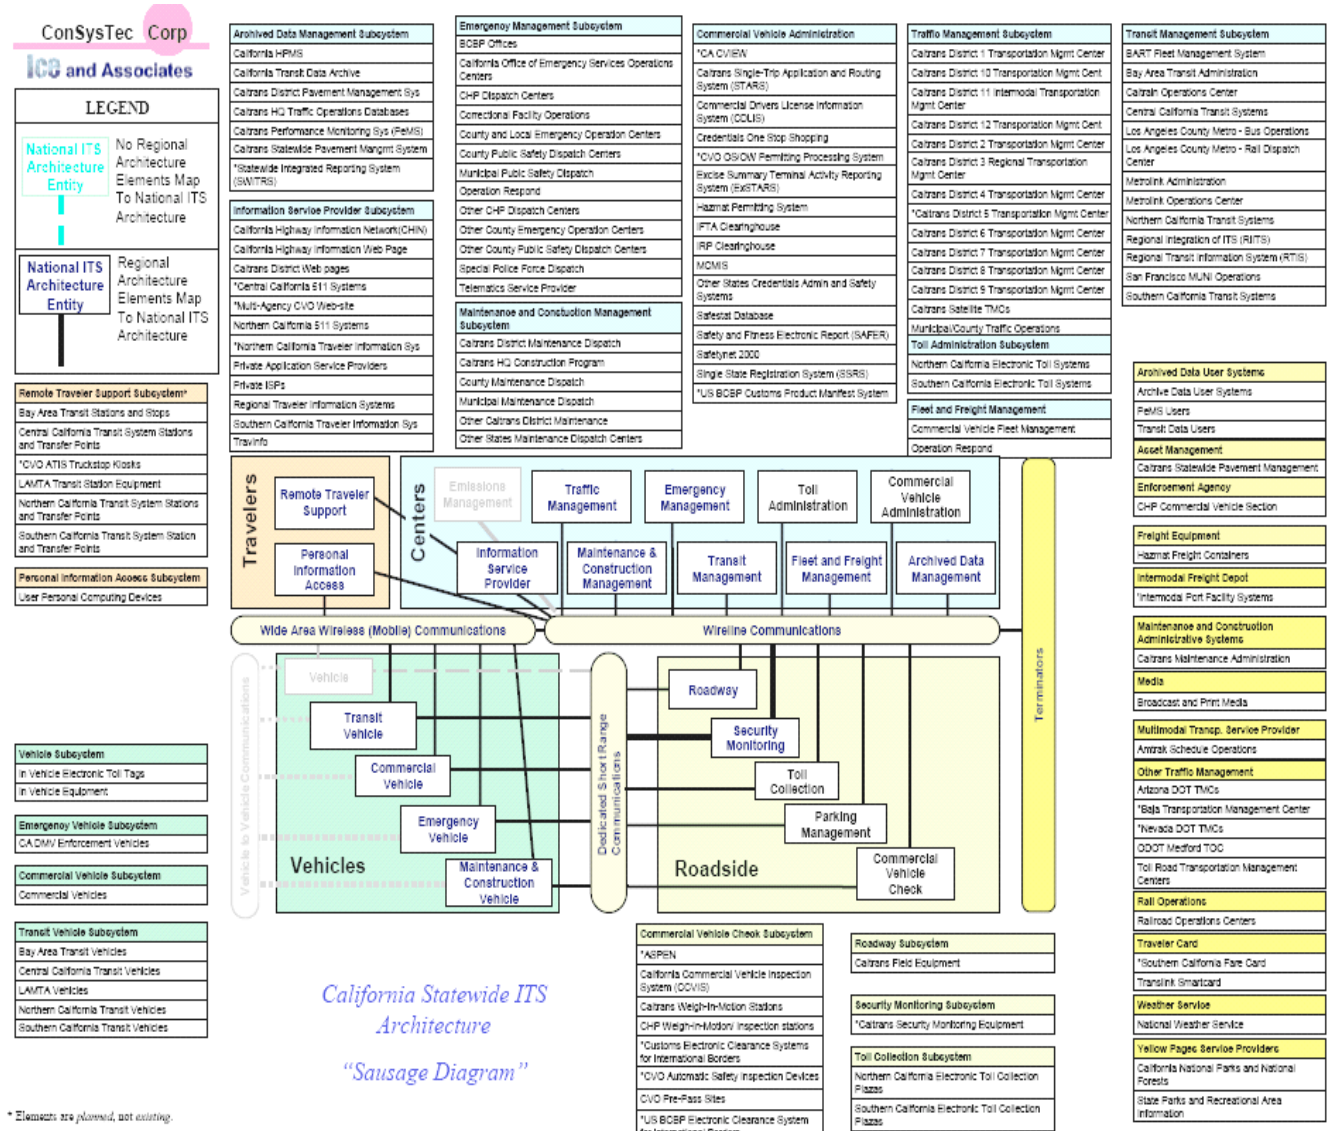 ConSysTec Corp
ice and Associates
LEGEND
National ITS
Architecture
Entity
No Regional
Architecture
Elements Map
To National ITS
Architecture
National ITS
Architecture
Entity
Regional
Architecture
Elements Map
To National ITS
Architecture
Remote Traveler Support Subsystem*
Bay Area Transit Stations and Stops
Central California Transit System Stations
and Transfer Points
*CVO ATIS Truckstop Kiosks
LAMTA Transit Station Equipment
Northern California Transit System Stations
and Transfer Points
Southern California Transit System Station
and Transfer Points
Personal Information Access Subsystem
User Personal Computing Devices
Vehicle Subsystem
In Vehicle Electronic Toll Tags
In Vehicle Equipment
Emergency Vehicle Subsystem
CA DMV Enforcement Vehicles
Commercial Vehicle Subsystem
Commercial Vehicles
Transit Vehicle Subsystem
Bay Area Transit Vehicles
Central California Transit Vehicles
LAMTA Vehicles
Northern California Transit Vehicles
Southern California Transit Vehicles
* Elements are planned, not existing.
Archived Data Management Subsystem
California HPMS
California Transit Data Archive
Caltrans District Pavement Management Sys
Caltrans HQ Traffic Operations Databases
Caltrans Performance Monitoring Sys (PeMS)
Caltrans Statewide Pavement Mangmt System
*Statewide Integrated Reporting System
(SWITRS)
Information Service Provider Subsystem
California Highway Information Network(CHIN)
California Highway Information Web Page
Caltrans District Web pages
*Central California 511 Systems
*Multi-Agency CVO Web-site
Northern California 511 Systems
*Northern California Traveler Information Sys
Private Application Service Providers
Private ISPs
Regional Traveler Information Systems
Southern California Traveler Information Sys
Travinfo
Emergency Management Subsystem
BCBP Offices
California Office of Emergency Services Operations
Centers
CHP Dispatch Centers
Correctional Facility Operations
County and Local Emergency Operation Centers
County Public Safety Dispatch Centers
Municipal Public Safety Dispatch
Operation Respond
Other CHP Dispatch Centers
Other County Emergency Operation Centers
Other County Public Safety Dispatch Centers
Special Police Force Dispatch
Telematics Service Provider
Maintenance and Constuction Management
Subsystem
Caltrans District Maintenance Dispatch
Caltrans HQ Construction Program
County Maintenance Dispatch
Municipal Maintenance Dispatch
Other Caltrans District Maintenance
Other States Maintenance Dispatch Centers
Commercial Vehicle Administration
*CA CVIEW
Caltrans Single-Trip Application and Routing
System (STARS)
Commercial Drivers License Information
System (CDLIS)
Credentials One Stop Shopping
*CVO OS/OW Permitting Processing System
Excise Summary Terminal Activity Reporting
System (ExSTARS)
Hazmat Permitting System
IFTA Clearinghouse
IRP Clearinghouse
MCMIS
Other States Credentials Admin and Safety
Systems
Safestat Database
Safety and Fitness Electronic Report (SAFER)
Safetynet 2000
Single State Registration System (SSRS)
*US BCBP Customs Product Manifest System
Traffic Management Subsystem
Caltrans District 1 Transportation Mgmt Center
Caltrans District 10 Transportation Mgmt Cent
Caltrans District 11 Intermodal Transportation
Mgmt Center
Caltrans District 12 Transportation Mgmt Cent
Caltrans District 2 Transportation Mgmt Center
Caltrans District 3 Regional Transportation
Mgmt Center
Caltrans District 4 Transportation Mgmt Center
*Caltrans District 5 Transportation Mgmt Center
Caltrans District 6 Transportation Mgmt Center
Caltrans District 7 Transportation Mgmt Center
Caltrans District 8 Transportation Mgmt Center
Caltrans District 9 Transportation Mgmt Center
Caltrans Satellite TMCs
Municipal/County Traffic Operations
Toll Administration Subsystem
Northern California Electronic Toll Systems
Southern California Electronic Toll Systems
Fleet and Freight Management
Commercial Vehicle Fleet Management
Operation Respond
Transit Management Subsystem
BART Fleet Management System
Bay Area Transit Administration
Caltrain Operations Center
Central California Transit Systems
Los Angeles County Metro - Bus Operations
Los Angeles County Metro - Rail Dispatch
Center
Metrolink Administration
Metrolink Operations Center
Northern California Transit Systems
Regional Integration of ITS (RIITS)
Regional Transit Information System (RTIS)
San Francisco MUNI Operations
Southern California Transit Systems
Archived Data User Systems
Archive Data User Systems
PeMS Users
Transit Data Users
Asset Management
Caltrans Statewide Pavement Management
Enforcement Agency
CHP Commercial Vehicle Section
Freight Equipment
Hazmat Freight Containers
Intermodal Freight Depot
*Intermodal Port Facility Systems
Maintenance and Construction
Administrative Systems
Caltrans Maintenance Administration
Media
Broadcast and Print Media
Multimodal Transp. Service Provider
Amtrak Schedule Operations
Other Traffic Management
Arizona DOT TMCs
*Baja Transportation Management Center
*Nevada DOT TMCs
ODOT Medford TOC
Toll Road Transportation Management
Centers
Rail Operations
Railroad Operations Centers
Traveler Card
*Southern California Fare Card
Translink Smartcard
Weather Service
National Weather Service
Yellow Pages Service Providers
California National Parks and National
Forests
State Parks and Recreational Area
Information
Travelers
Remote Traveler
Support
Personal
Information
Access
Centers
Emissions
Management
Traffic
Management
Emergency
Management
Toll
Administration
Commercial
Vehicle
Administration
Information
Service
Provider
Maintenance &
Construction
Management
Transit
Management
Fleet and Freight
Management
Archived Data
Management
Wide Area Wireless (Mobile) Communications
Wireline Communications
Terminators
Vehicle to Vehicle Communications
Vehicle
Transit
Vehicle
Commercial
Vehicle
Emergency
Vehicle
Maintenance &
Construction
Vehicle
Vehicles
Dedicated Short Range
Communications
Roadway
Security
Monitoring
Toll
Collection
Parking
Management
Commercial
Vehicle
Check
Roadside
California Statewide ITS
Architecture
“Sausage Diagram”
Commercial Vehicle Check Subsystem
*ASPEN
California Commercial Vehicle Inspection
System (CCVIS)
Caltrans Weigh-In-Motion Stations
CHP Weigh-In-Motion/ Inspection stations
*Customs Electronic Clearance Systems
for International Borders
*CVO Automatic Safety Inspection Devices
CVO Pre-Pass Sites
*US BCBP Electronic Clearance System
for International Borders
Roadway Subsystem
Caltrans Field Equipment
Security Monitoring Subsystem
*Caltrans Security Monitoring Equipment
Toll Collection Subsystem
Northern California Electronic Toll Collection
Plazas
Southern California Electronic Toll Collection
Plazas